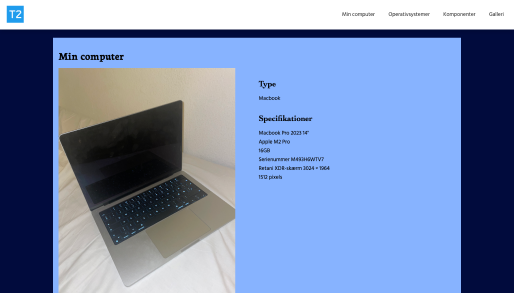 T2
Min computer
Operativsystemer
Komponenter
Galleri
Min computer
Type
Macbook
Specifikationer
Macbook Pro 2023 14"
Apple M2 Pro
16GB
Serienummer M493H6WTV7
Retani XDR-skærm 3024 × 1964
1512 pixels